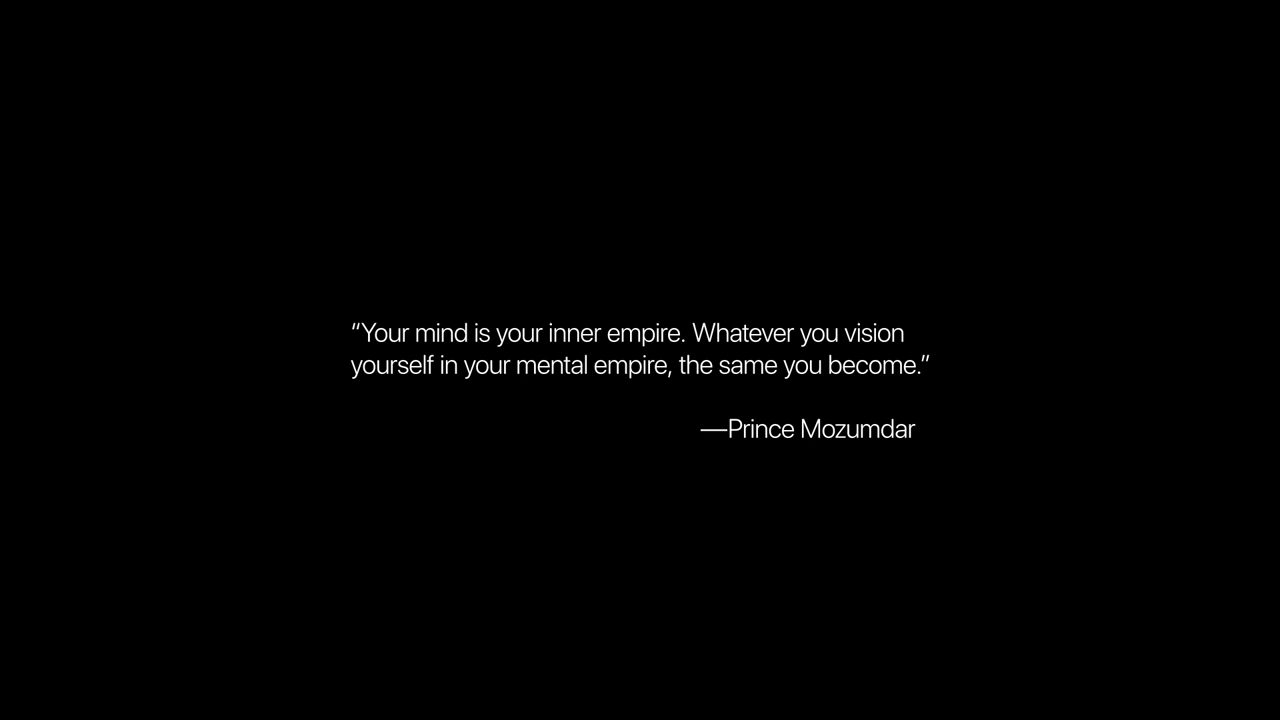 “Your mind is your inner empire. Whatever you vision
yourself in your mental empire, the same you become.”
—Prince Mozumdar